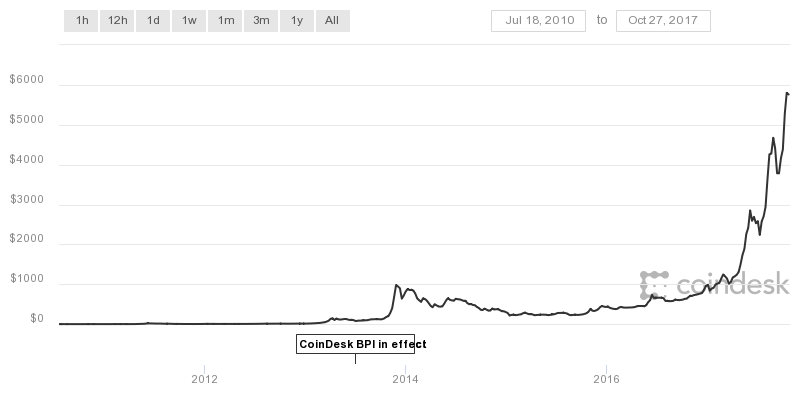 1h 12h 1d 1w 1m 3m 1y All Jul 18, 2010 to Oct 27, 2017
$6000
$5000
$4000
$3000
$2000
$1000
coindesk
$0
CoinDesk BPI in effect
2012 2014 2016